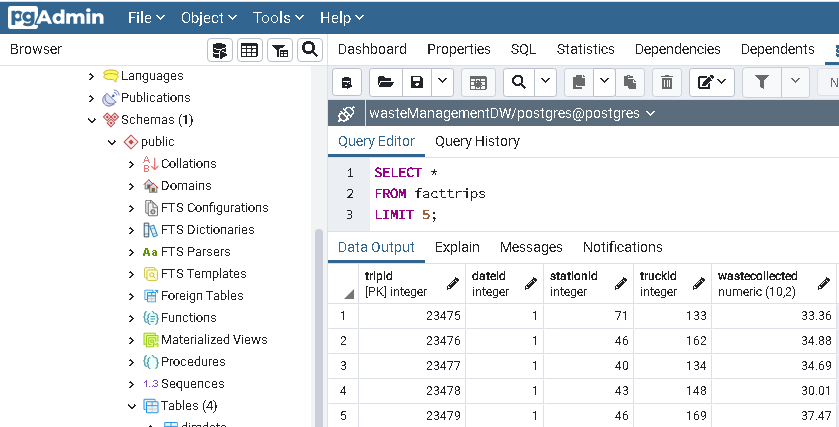 pgAdmin File Object Tools Help
Browser
Dashboard Properties SQL Statistics Dependencies Dependents
Languages
Publications
Schemas (1)
public
Collations
Domains
FTS Configurations
FTS Dictionaries
FTS Parsers
FTS Templates
Foreign Tables
Functions
Materialized Views
Procedures
1..3 Sequences
Tables (4)
wasteManagementDW/postgres@postgres
Query Editor Query History
1 SELECT *
2 FROM facttrips
3 LIMIT 5;
Data Output Explain Messages Notifications
tripid dateid stationid truckid wastecollected
[PK] integer integer integer integer numeric (10,2)
1 23475 1 71 133 33.36
2 23476 1 46 162 34.88
3 23477 1 40 134 34.69
4 23478 1 43 148 30.01
5 23479 1 46 169 37.47